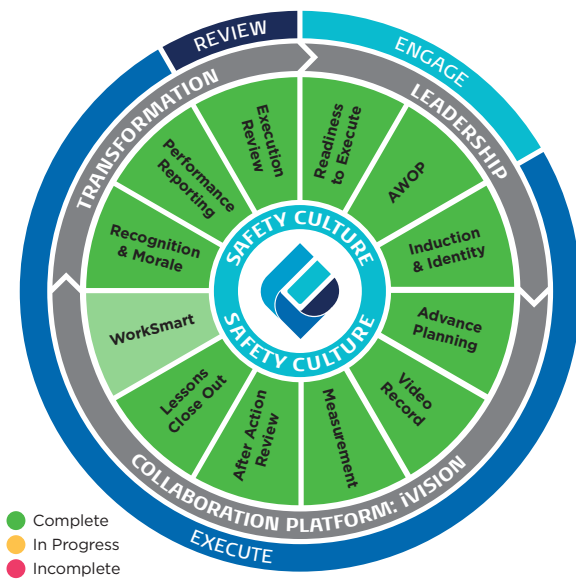 REVIEW
ENGAGE
TRANSFORMATION
LEADERSHIP
Execution
Review
Readiness
to Execute
Performance
Reporting
AWOP
Recognition
& Morale
Induction
& Identity
SAFETY CULTURE
WorkSmart
Advance
Planning
SAFETY CULTURE
Lessons
Close Out
Video
Record
After Action
Review
Measurement
COLLABORATION PLATFORM: iVISION
EXECUTE
Complete
In Progress
Incomplete